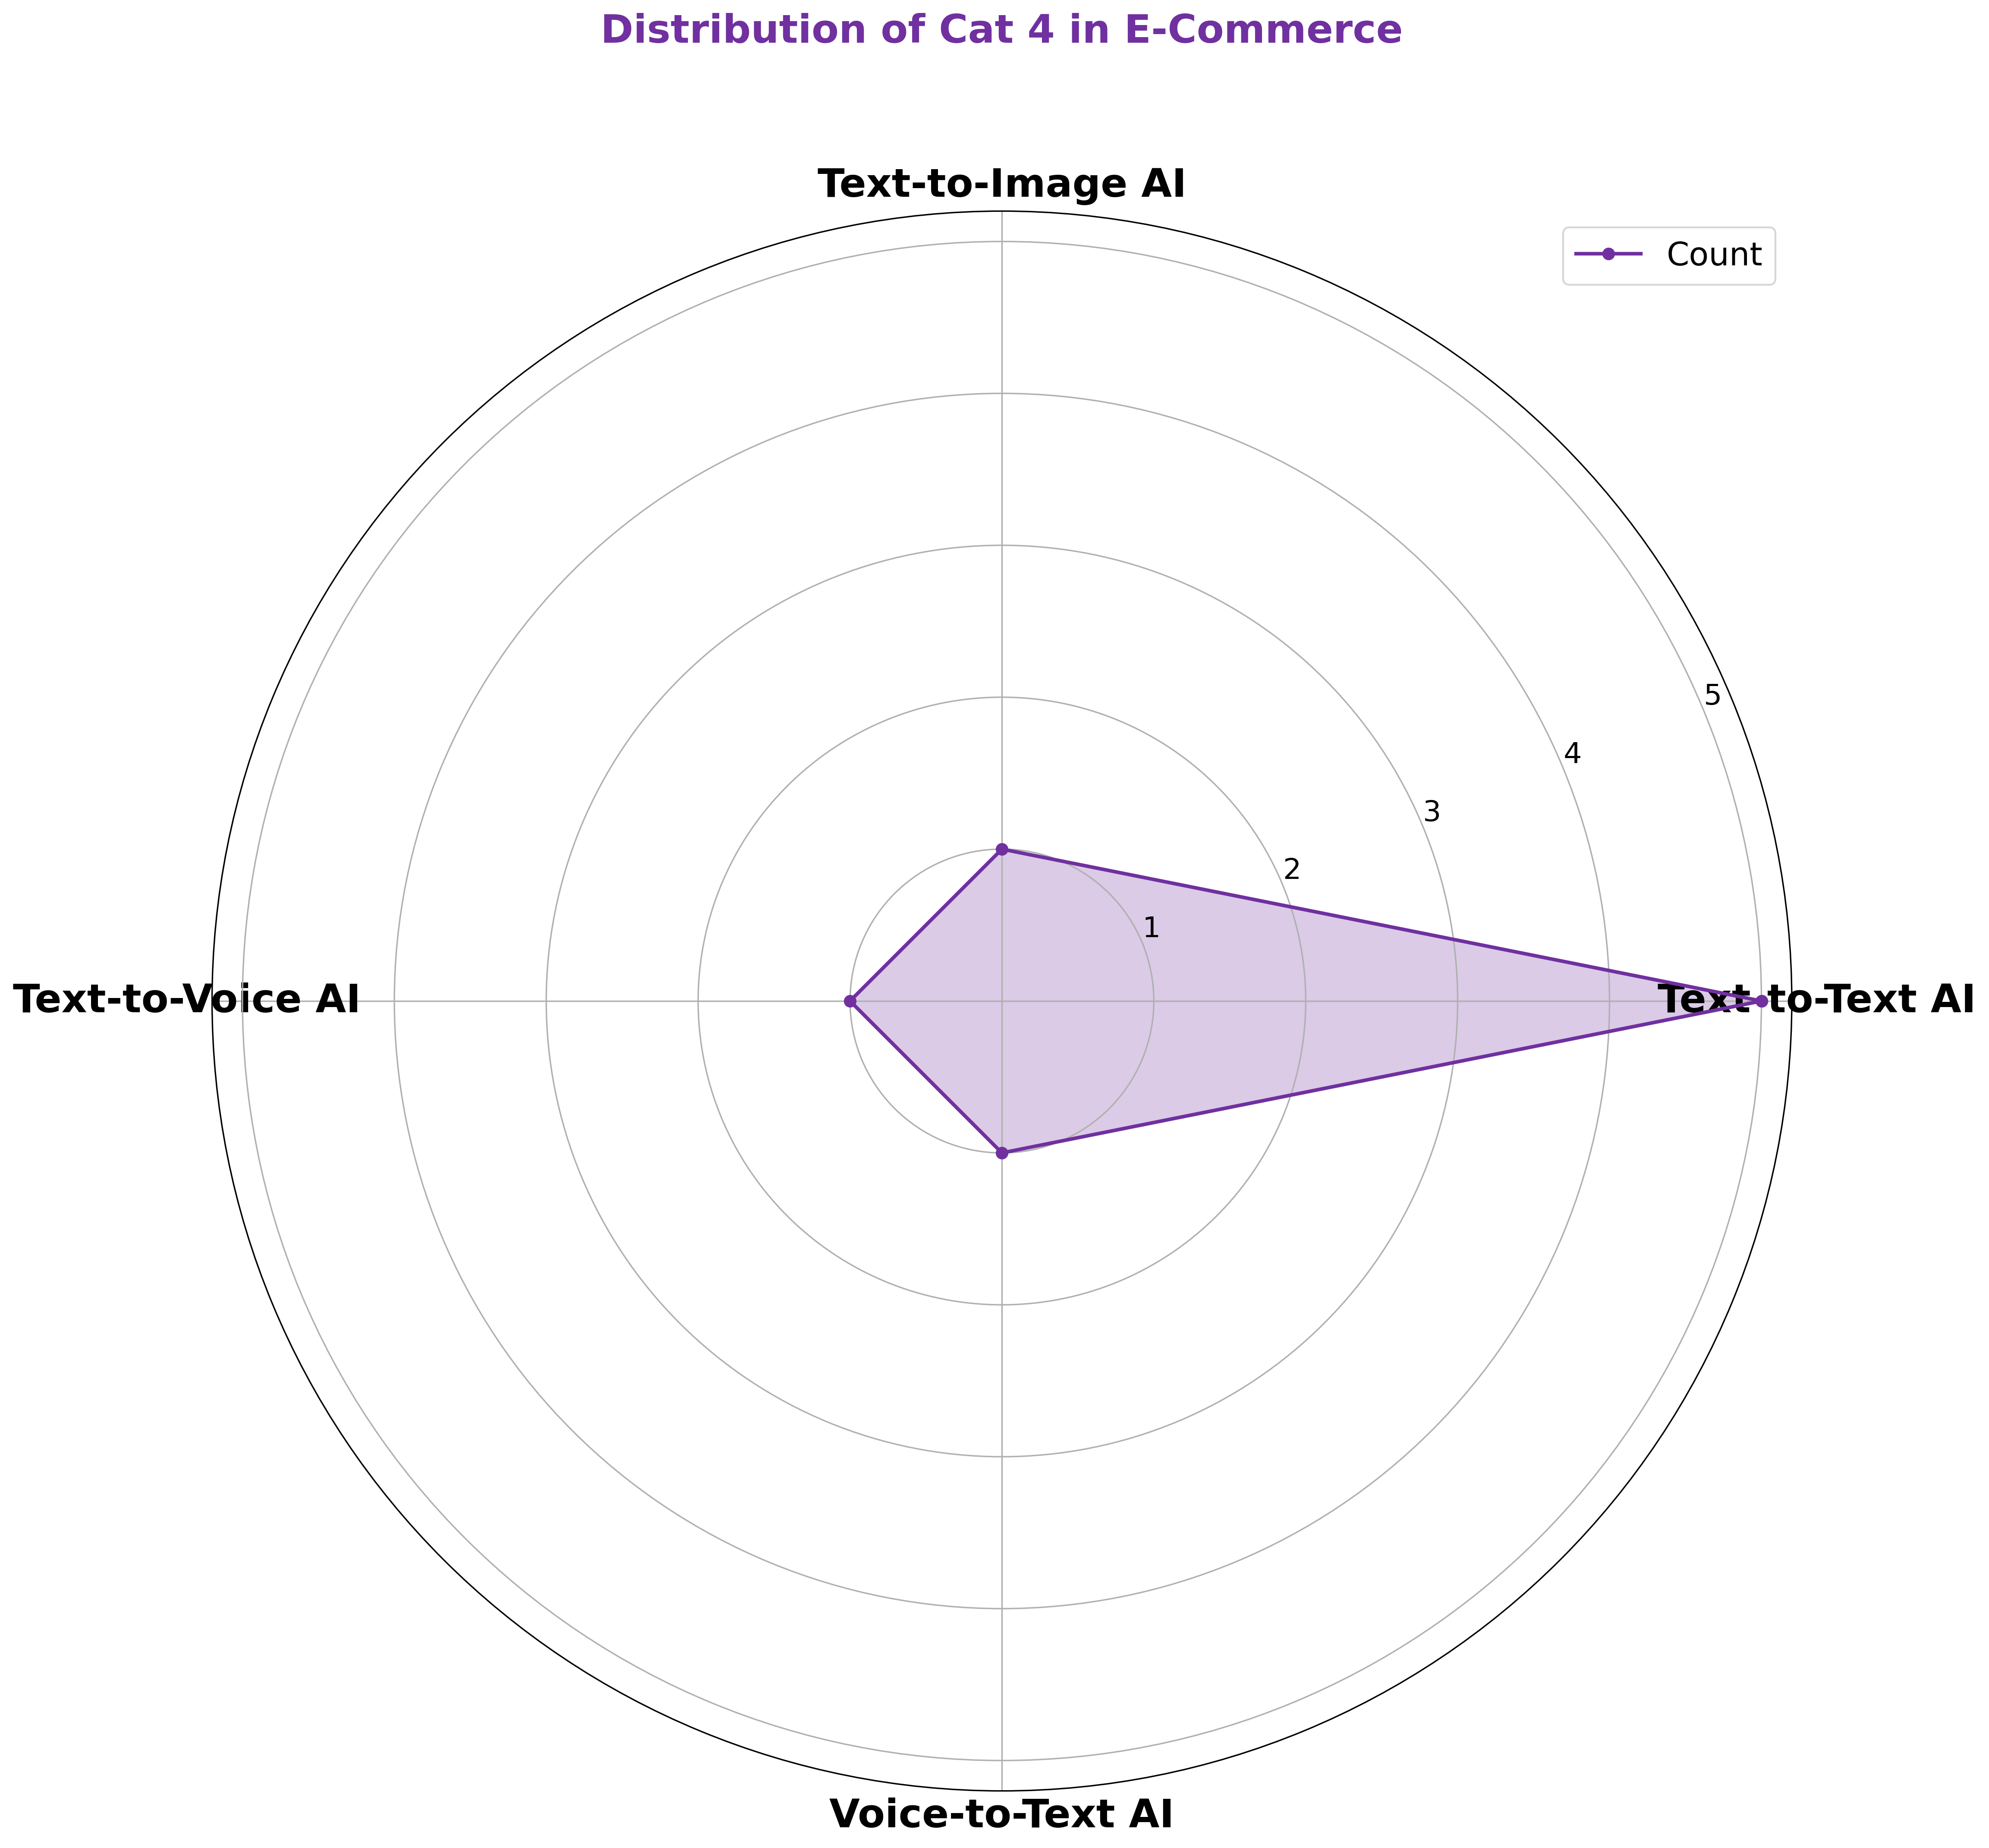 Distribution of Cat 4 in E-Commerce
Text-to-Image AI
Count
5
4
3
2
1
Text-to-Voice AI
Text-to-Text AI
Voice-to-Text AI